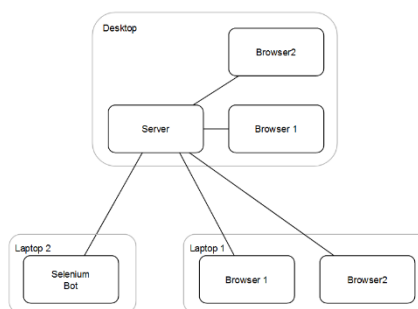 Desktop
Browser2
Server
Browser 1
Laptop 2
Selenium
Bot
Laptop 1
Browser 1
Browser2